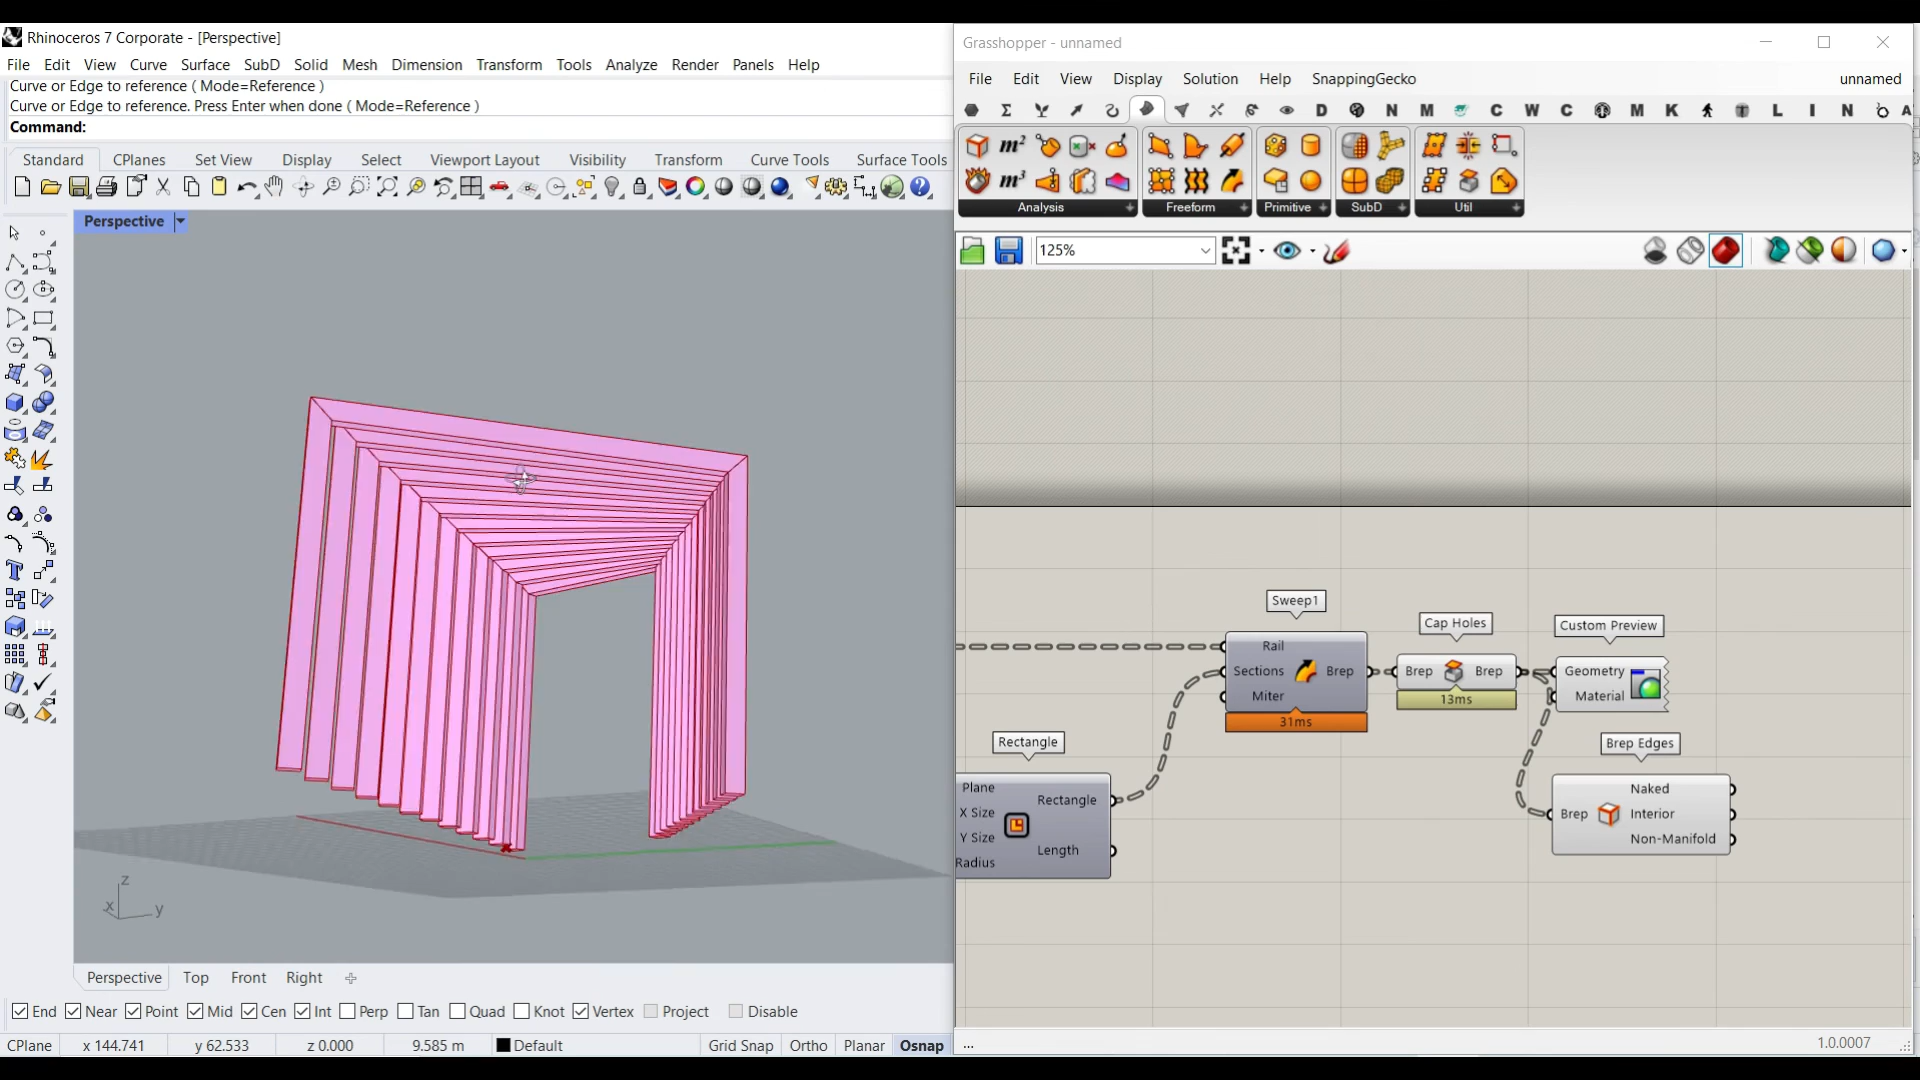 Rhinoceros 7 Corporate - [Perspective]
File Edit View Curve Surface SubD Solid Mesh Dimension Transform Tools Analyze Render Panels Help
Curve or Edge to reference ( Mode=Reference )
Curve or Edge to reference. Press Enter when done ( Mode=Reference )
Command:
Standard CPlanes Set View Display Select Viewport Layout Visibility Transform Curve Tools Surface Tools
Perspective
z
x y
Perspective Top Front Right
End Near Point Mid Cen Int Perp Tan Quad Knot Vertex Project Disable
CPlane x 144.741 y 62.533 z 0.000 9.585 m Default Grid Snap Ortho Planar Osnap
Grasshopper - unnamed
File Edit View Display Solution Help SnappingGecko unnamed
D N M C W C M K L I N A
m² m³
Analysis Freeform Primitive SubD Util
125%
Sweep1
Rail
Sections Brep
Miter
31ms
Cap Holes
Brep Brep
13ms
Custom Preview
Geometry
Material
Rectangle
Plane
X Size
Y Size
Radius
Rectangle
Length
Brep Edges
Brep
Naked
Interior
Non-Manifold
... 1.0.0007